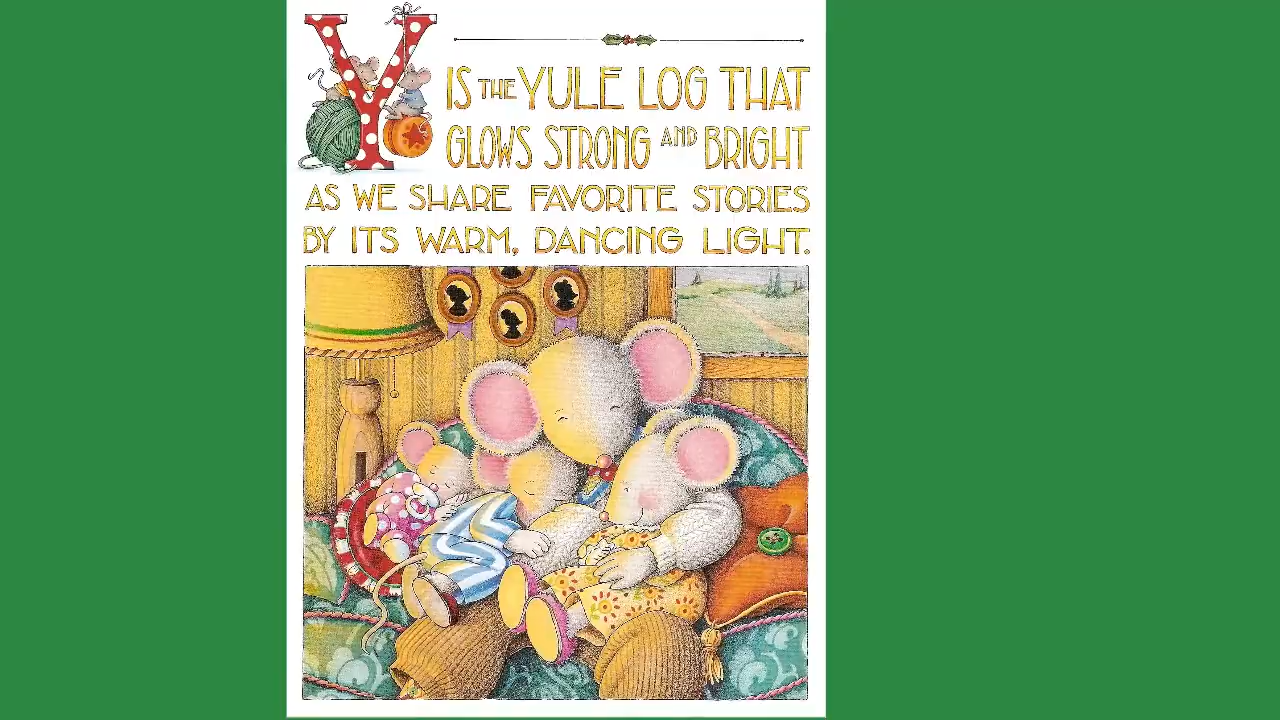 Y IS THE YULE LOG THAT
GLOWS STRONG AND BRIGHT
AS WE SHARE FAVORITE STORIES
BY ITS WARM, DANCING LIGHT.